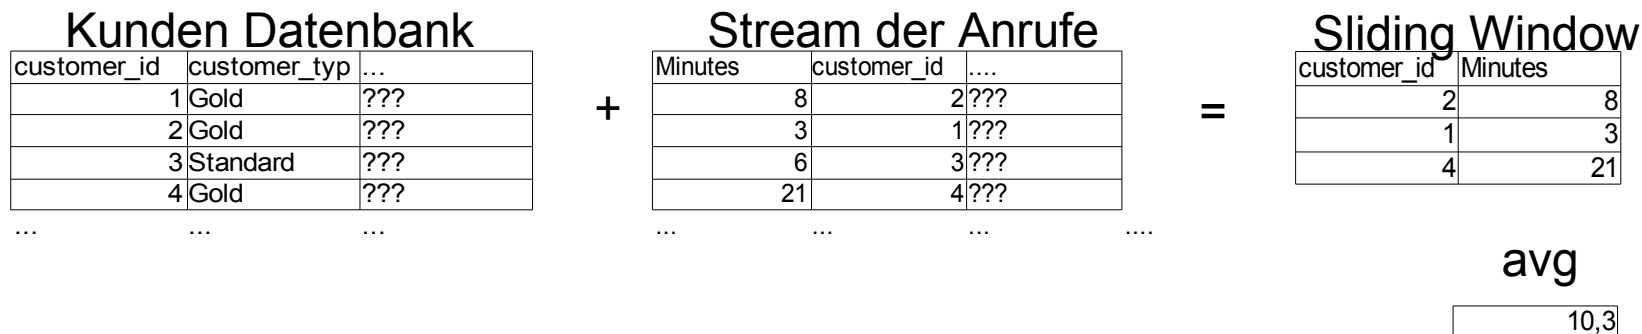 Kunden Datenbank
customer_id customer_typ ...
1 Gold ???
2 Gold ???
3 Standard ???
4 Gold ???
... ... ...
+
Stream der Anrufe
Minutes customer_id ....
8 2 ???
3 1 ???
6 3 ???
21 4 ???
... ... ... ....
=
Sliding Window
customer_id Minutes
2 8
1 3
4 21
avg
10,3